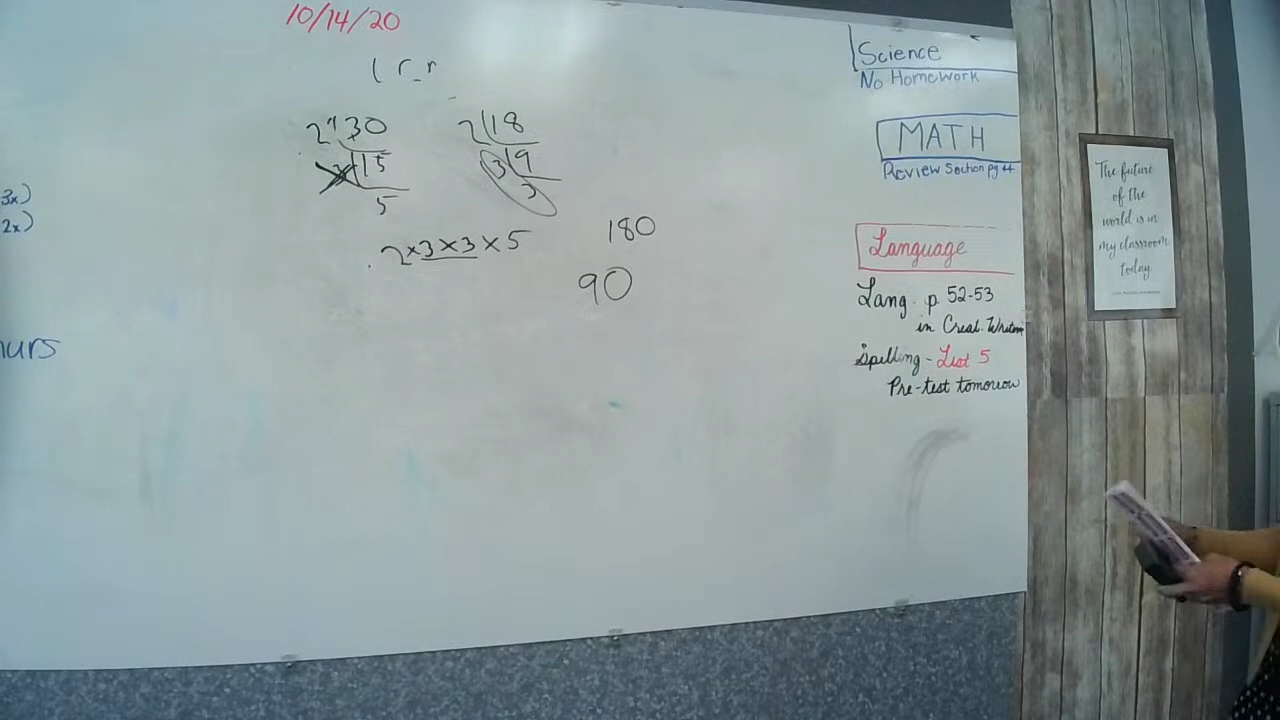 10/14/20
2 30
15
5
2 18
3 9
3
2×3×3×5
180
90
3x)
2x)
urs
Science
No Homework
MATH
Review Section pg 44
Language
Lang. p. 52-53
in Creat.
Spelling - List 5
Pre-test tomorrow
The future
of the
world is in
my classroom
today.